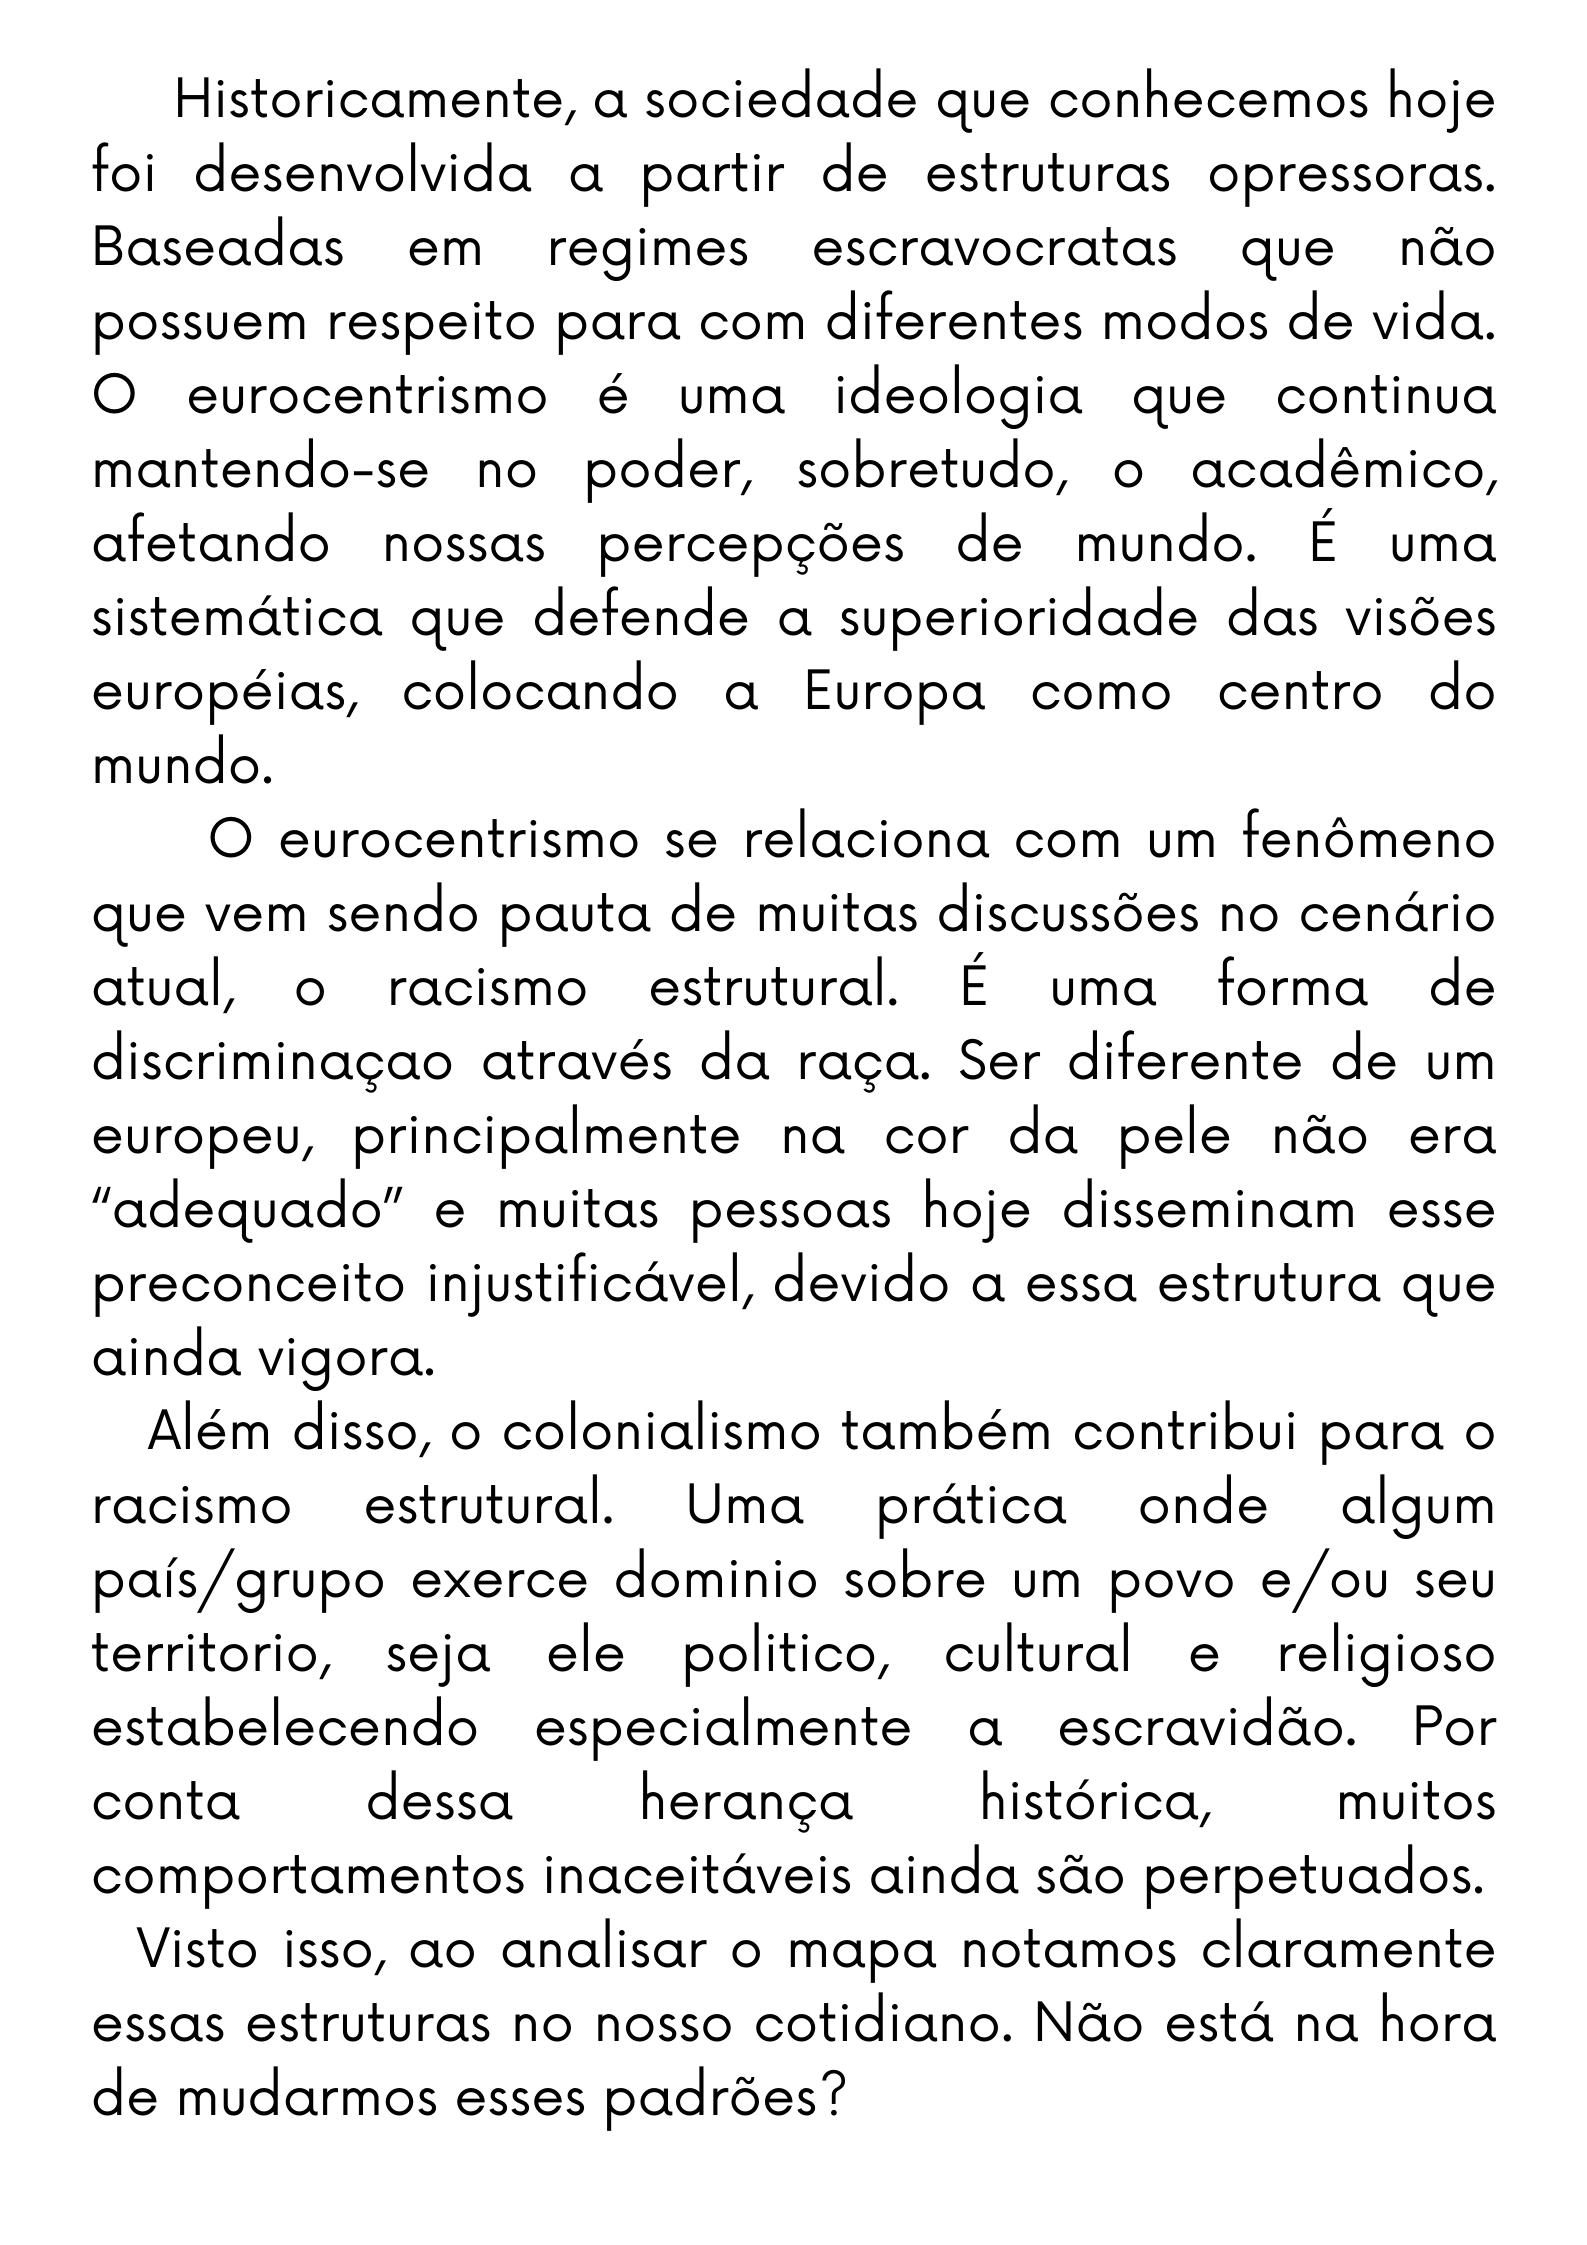 Historicamente, a sociedade que conhecemos hoje
foi desenvolvida a partir de estruturas opressoras.
Baseadas em regimes escravocratas que não
possuem respeito para com diferentes modos de vida.
O eurocentrismo é uma ideologia que continua
mantendo-se no poder, sobretudo, o acadêmico,
afetando nossas percepções de mundo. É uma
sistemática que defende a superioridade das visões
européias, colocando a Europa como centro do
mundo.
O eurocentrismo se relaciona com um fenômeno
que vem sendo pauta de muitas discussões no cenário
atual, o racismo estrutural. É uma forma de
discriminaçao através da raça. Ser diferente de um
europeu, principalmente na cor da pele não era
“adequado” e muitas pessoas hoje disseminam esse
preconceito injustificável, devido a essa estrutura que
ainda vigora.
Além disso, o colonialismo também contribui para o
racismo estrutural. Uma prática onde algum
país/grupo exerce dominio sobre um povo e/ou seu
territorio, seja ele politico, cultural e religioso
estabelecendo especialmente a escravidão. Por
conta dessa herança histórica, muitos
comportamentos inaceitáveis ainda são perpetuados.
Visto isso, ao analisar o mapa notamos claramente
essas estruturas no nosso cotidiano. Não está na hora
de mudarmos esses padrões?